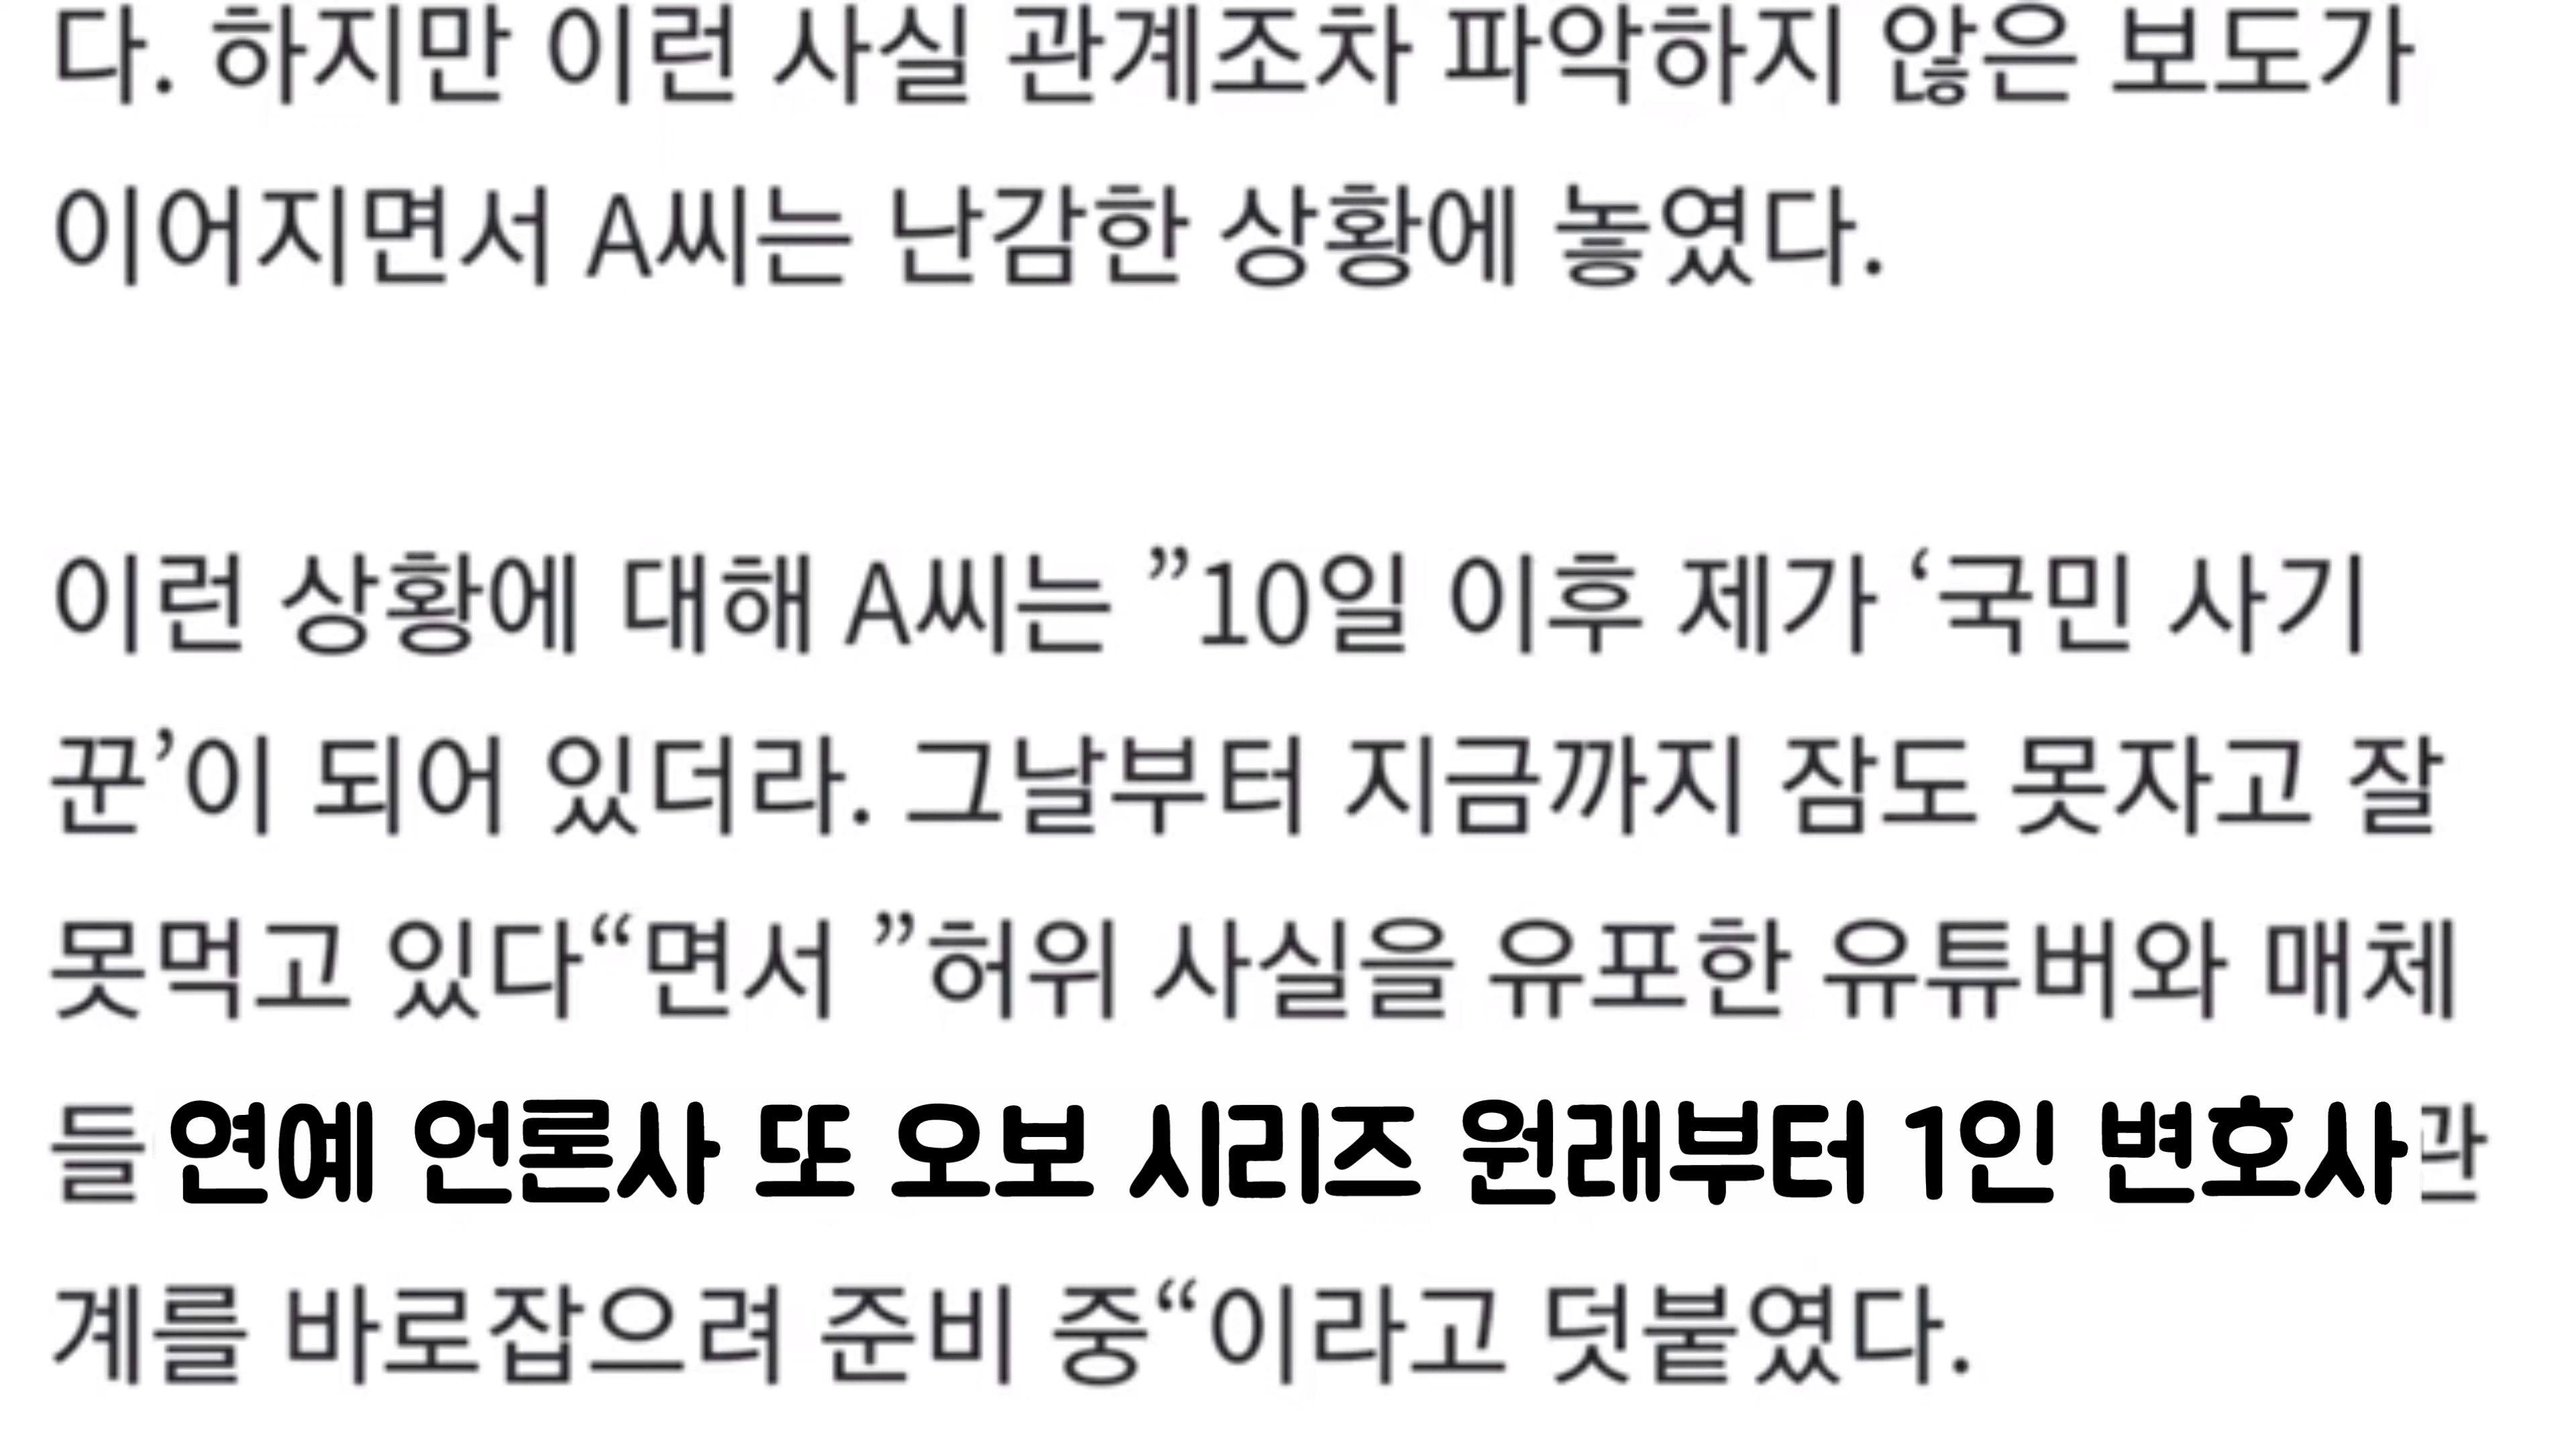 다. 하지만 이런 사실 관계조차 파악하지 않은 보도가
이어지면서 A씨는 난감한 상황에 놓였다.
이런 상황에 대해 A씨는 ”10일 이후 제가 ‘국민 사기
꾼’이 되어 있더라. 그날부터 지금까지 잠도 못자고 잘
못먹고 있다“면서 ”허위 사실을 유포한 유튜버와 매체
들 연예 언론사 또 오보 시리즈 원래부터 1인 변호사 관
계를 바로잡으려 준비 중“이라고 덧붙였다.